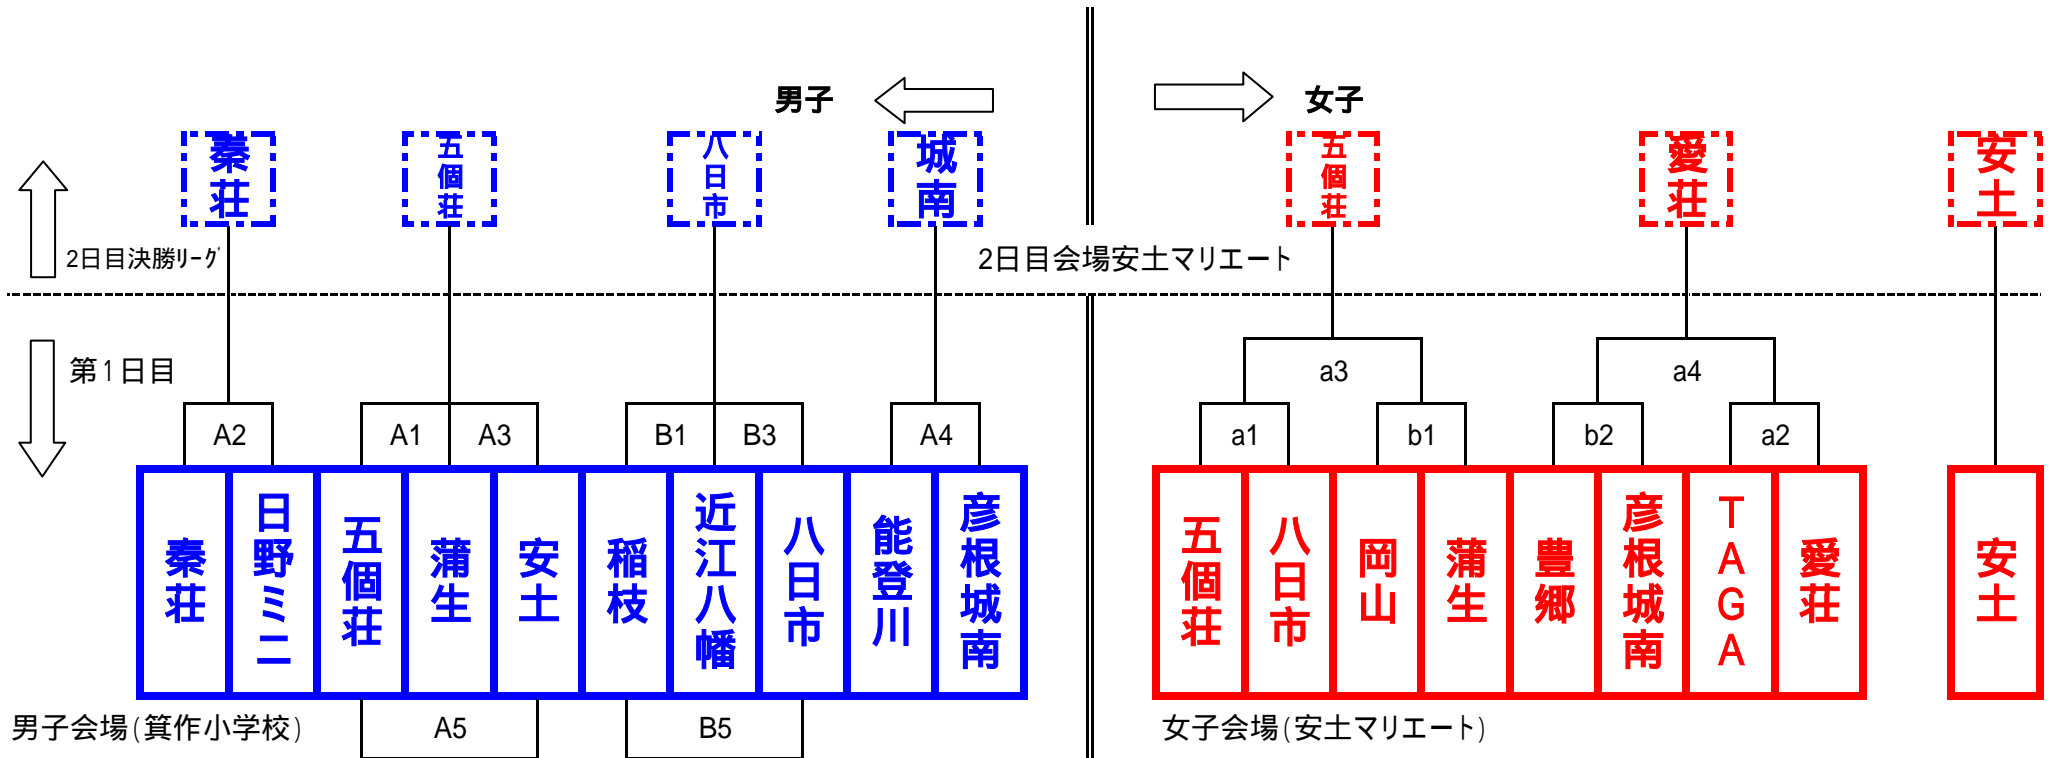 男子
女子
秦荘
五個荘
八日市
城南
五個荘
愛荘
安土
2日目決勝ﾘｰｸﾞ
2日目会場安土マリエート
第1日目
a3
a4
A2
A1
A3
B1
B3
A4
a1
b1
b2
a2
秦荘
日野ミニ
五個荘
蒲生
安土
稲枝
近江八幡
八日市
能登川
彦根城南
五個荘
八日市
岡山
蒲生
豊郷
彦根城南
TAGA
愛荘
安土
男子会場(箕作小学校)
A5
B5
女子会場(安土マリエート)